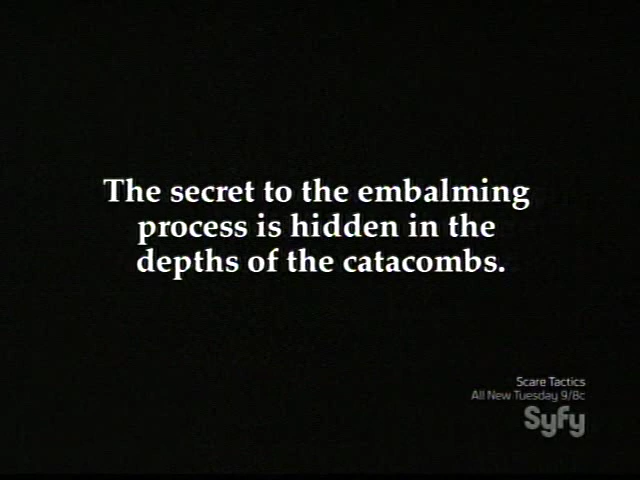 The secret to the embalming
process is hidden in the
depths of the catacombs.
Scare Tactics
All New Tuesday 9/8c
Syfy